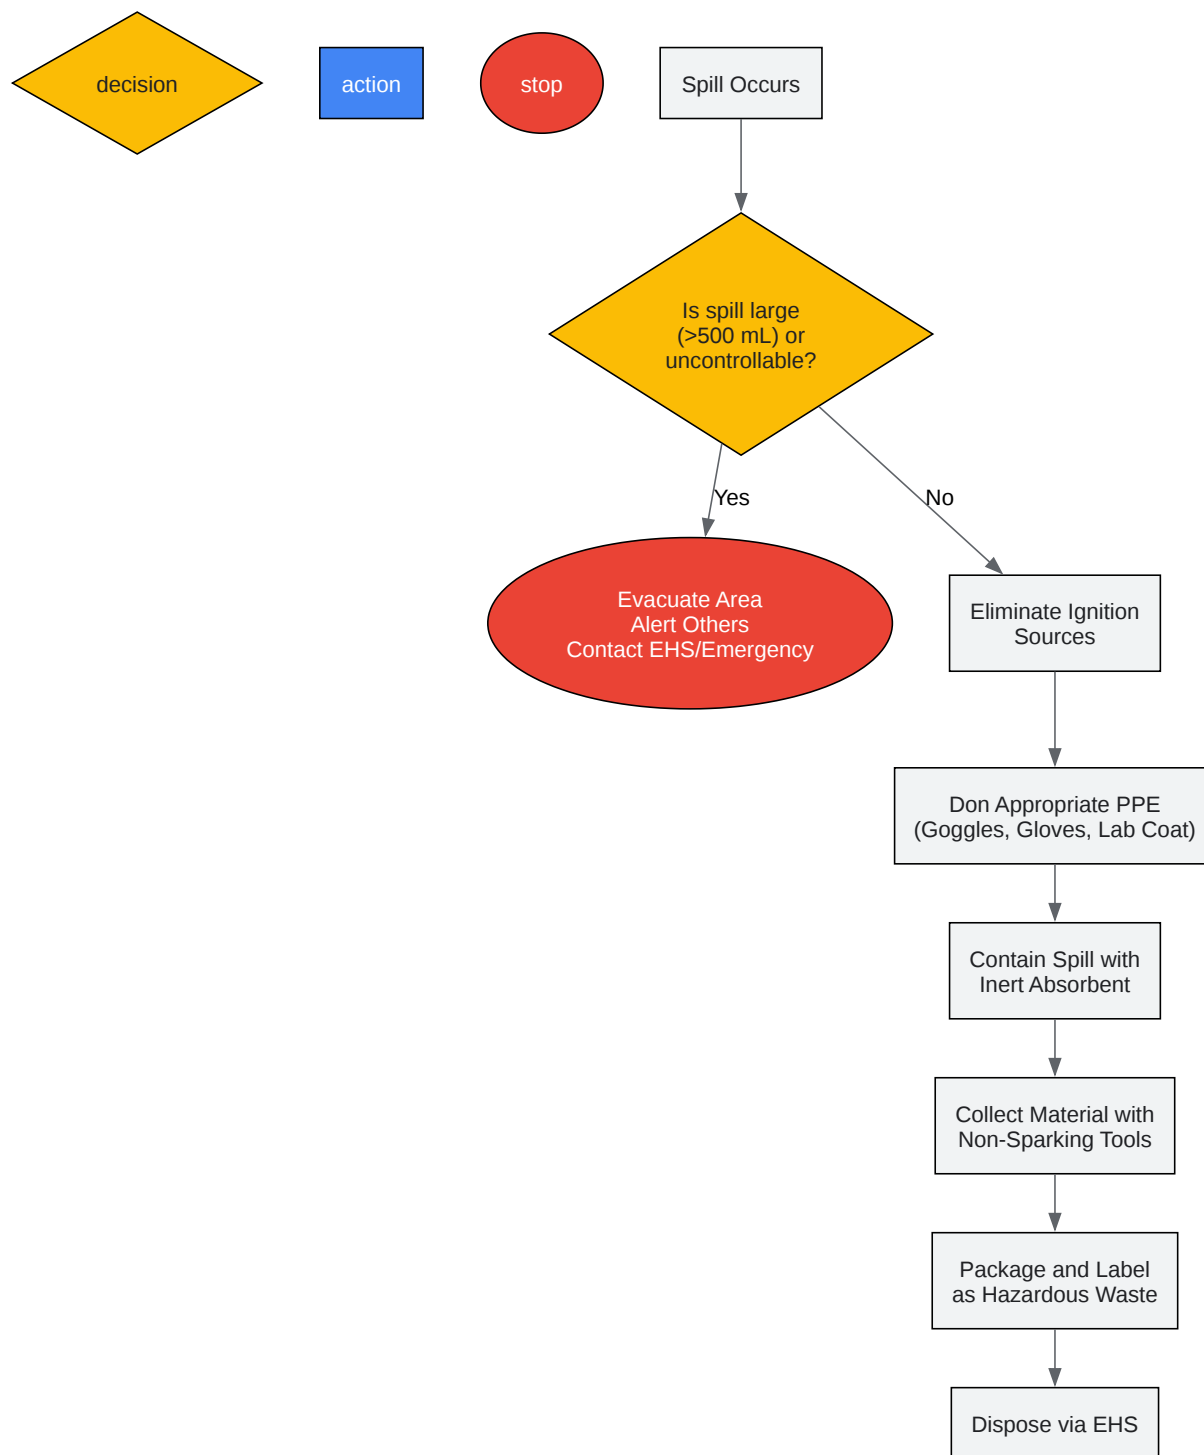 decision
action
stop
Spill Occurs
Is spill large
(>500 mL) or
uncontrollable?
Yes
No
Evacuate Area
Alert Others
Contact EHS/Emergency
Eliminate Ignition
Sources
Don Appropriate PPE
(Goggles, Gloves, Lab Coat)
Contain Spill with
Inert Absorbent
Collect Material with
Non-Sparking Tools
Package and Label
as Hazardous Waste
Dispose via EHS